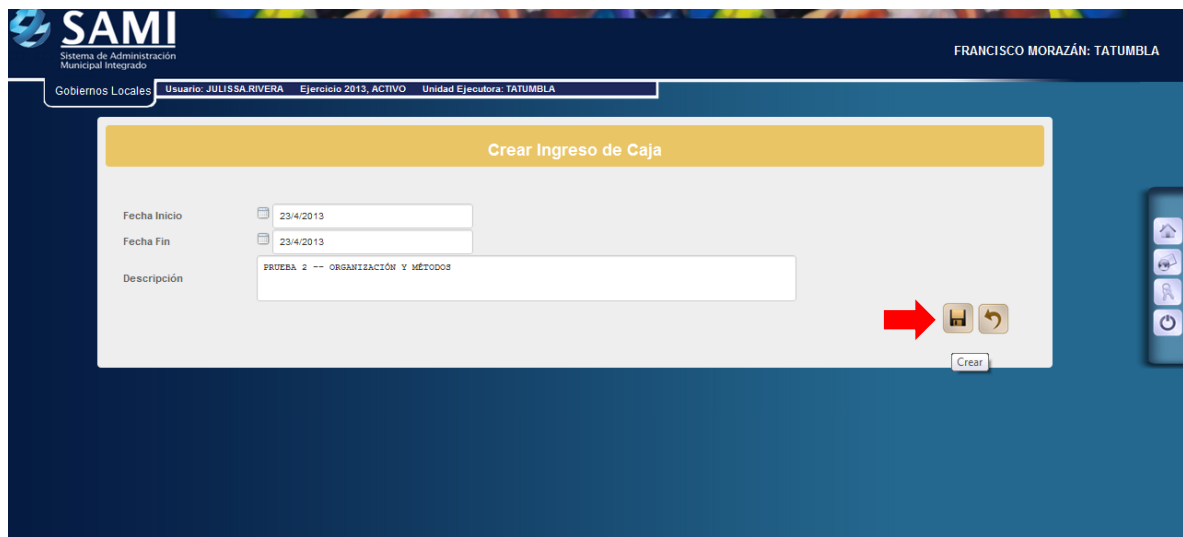 SAMI
Sistema de Administración
Municipal Integrado
FRANCISCO MORAZÁN: TATUMBLA
Gobiernos Locales
Usuario: JULISSA.RIVERA Ejercicio 2013, ACTIVO Unidad Ejecutora: TATUMBLA
Crear Ingreso de Caja
Fecha Inicio 23/4/2013
Fecha Fin 23/4/2013
Descripción PRUEBA 2 -- ORGANIZACIÓN Y MÉTODOS
Crear